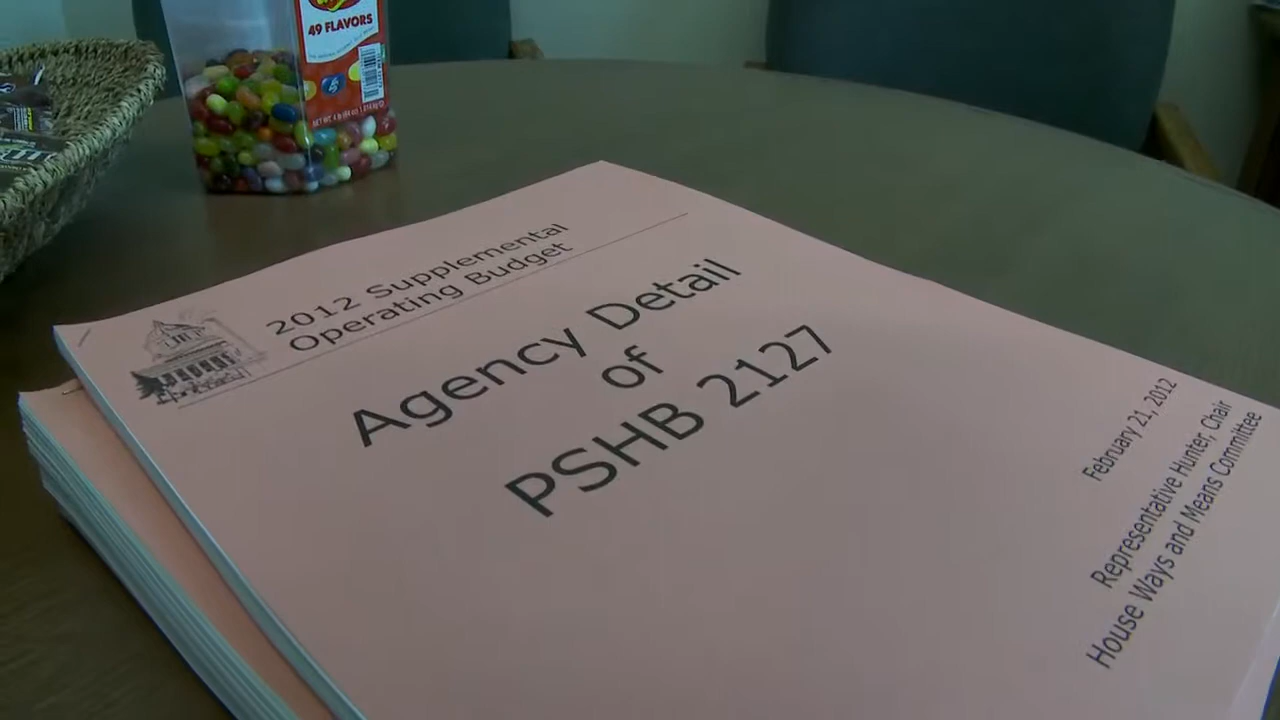 49 FLAVORS
2012 Supplemental
Operating Budget
Agency Detail
of
PSHB 2127
February 21, 2012
Representative Hunter, Chair
House Ways and Means Committee